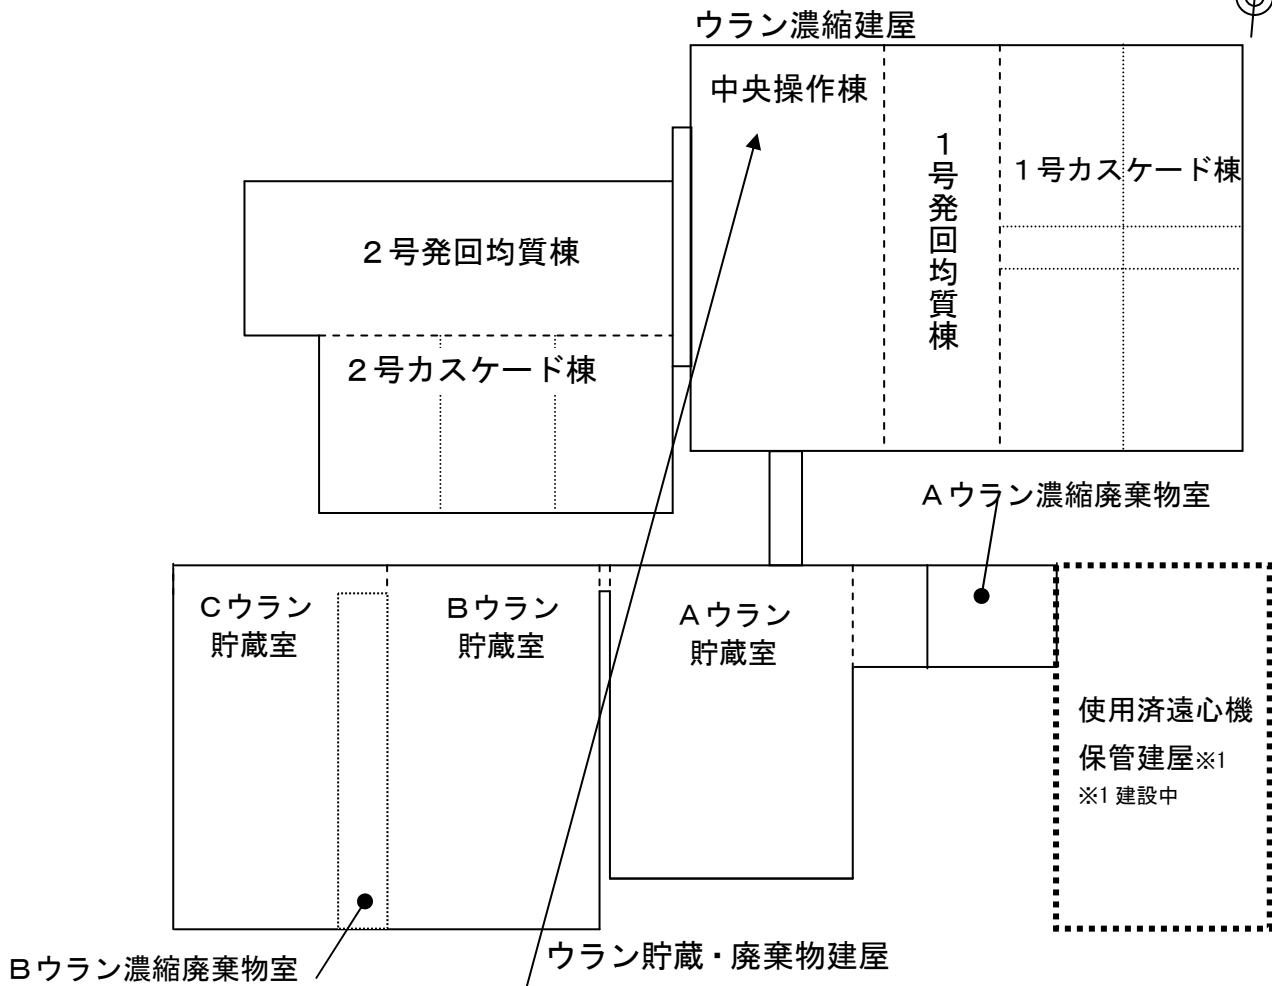 ウラン濃縮建屋
中央操作棟
1号発回均質棟
１号カスケード棟
２号発回均質棟
２号カスケード棟
Ａウラン濃縮廃棄物室
Ｃウラン
貯蔵室
Ｂウラン
貯蔵室
Ａウラン
貯蔵室
使用済遠心機
保管建屋※1
※1 建設中
Ｂウラン濃縮廃棄物室
ウラン貯蔵・廃棄物建屋